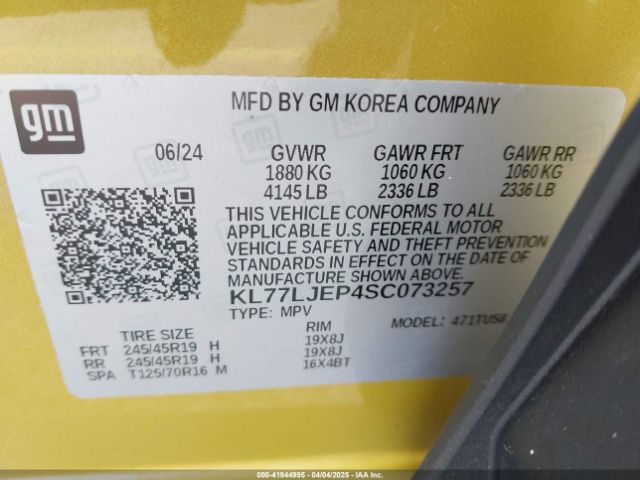 gm
MFD BY GM KOREA COMPANY
06/24 GVWR GAWR FRT GAWR RR
1880 KG 1060 KG 1060 KG
4145 LB 2336 LB 2336 LB
THIS VEHICLE CONFORMS TO ALL
APPLICABLE U.S. FEDERAL MOTOR
VEHICLE SAFETY AND THEFT PREVENTION
STANDARDS IN EFFECT ON THE DATE OF
MANUFACTURE SHOWN ABOVE.
KL77LJEP4SC073257
TYPE: MPV MODEL: 471TU58
TIRE SIZE RIM
FRT 245/45R19 H 19X8J
RR 245/45R19 H 19X8J
SPA T125/70R16 M 16X4BT
000-41944995 - 04/04/2025 - IAA Inc.